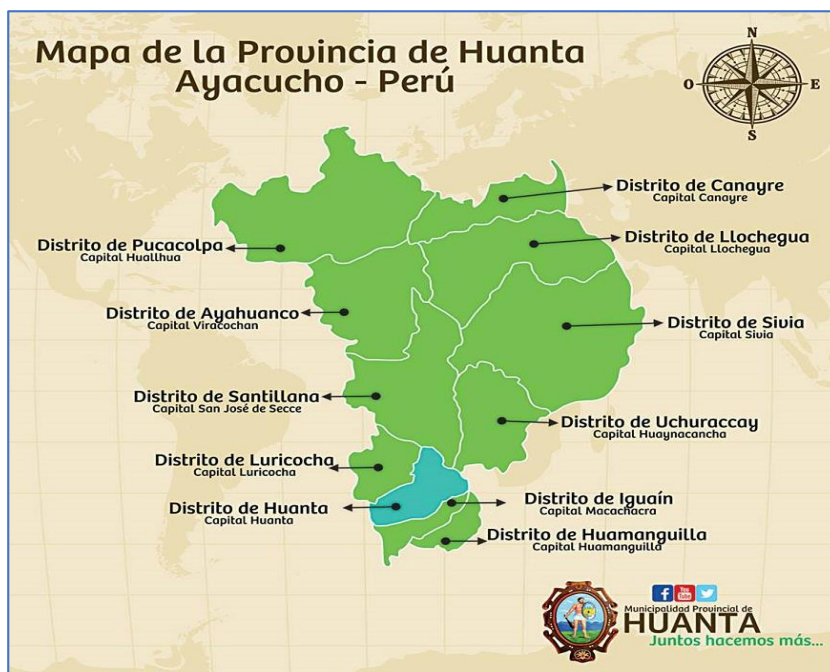 Mapa de la Provincia de Huanta
Ayacucho - Perú
N
O
E
S
Distrito de Canayre
Capital Canayre
Distrito de Pucacolpa
Capital Huallhua
Distrito de Llochegua
Capital Llochegua
Distrito de Ayahuanco
Capital Viracochan
Distrito de Sivia
Capital Sivia
Distrito de Santillana
Capital San José de Secce
Distrito de Uchuraccay
Capital Huaynacancha
Distrito de Luricocha
Capital Luricocha
Distrito de Iguaín
Capital Macachacra
Distrito de Huanta
Capital Huanta
Distrito de Huamanguilla
Capital Huamanguilla
f
You
Tube
Municipalidad Provincial de
HUANTA
Juntos hacemos más...